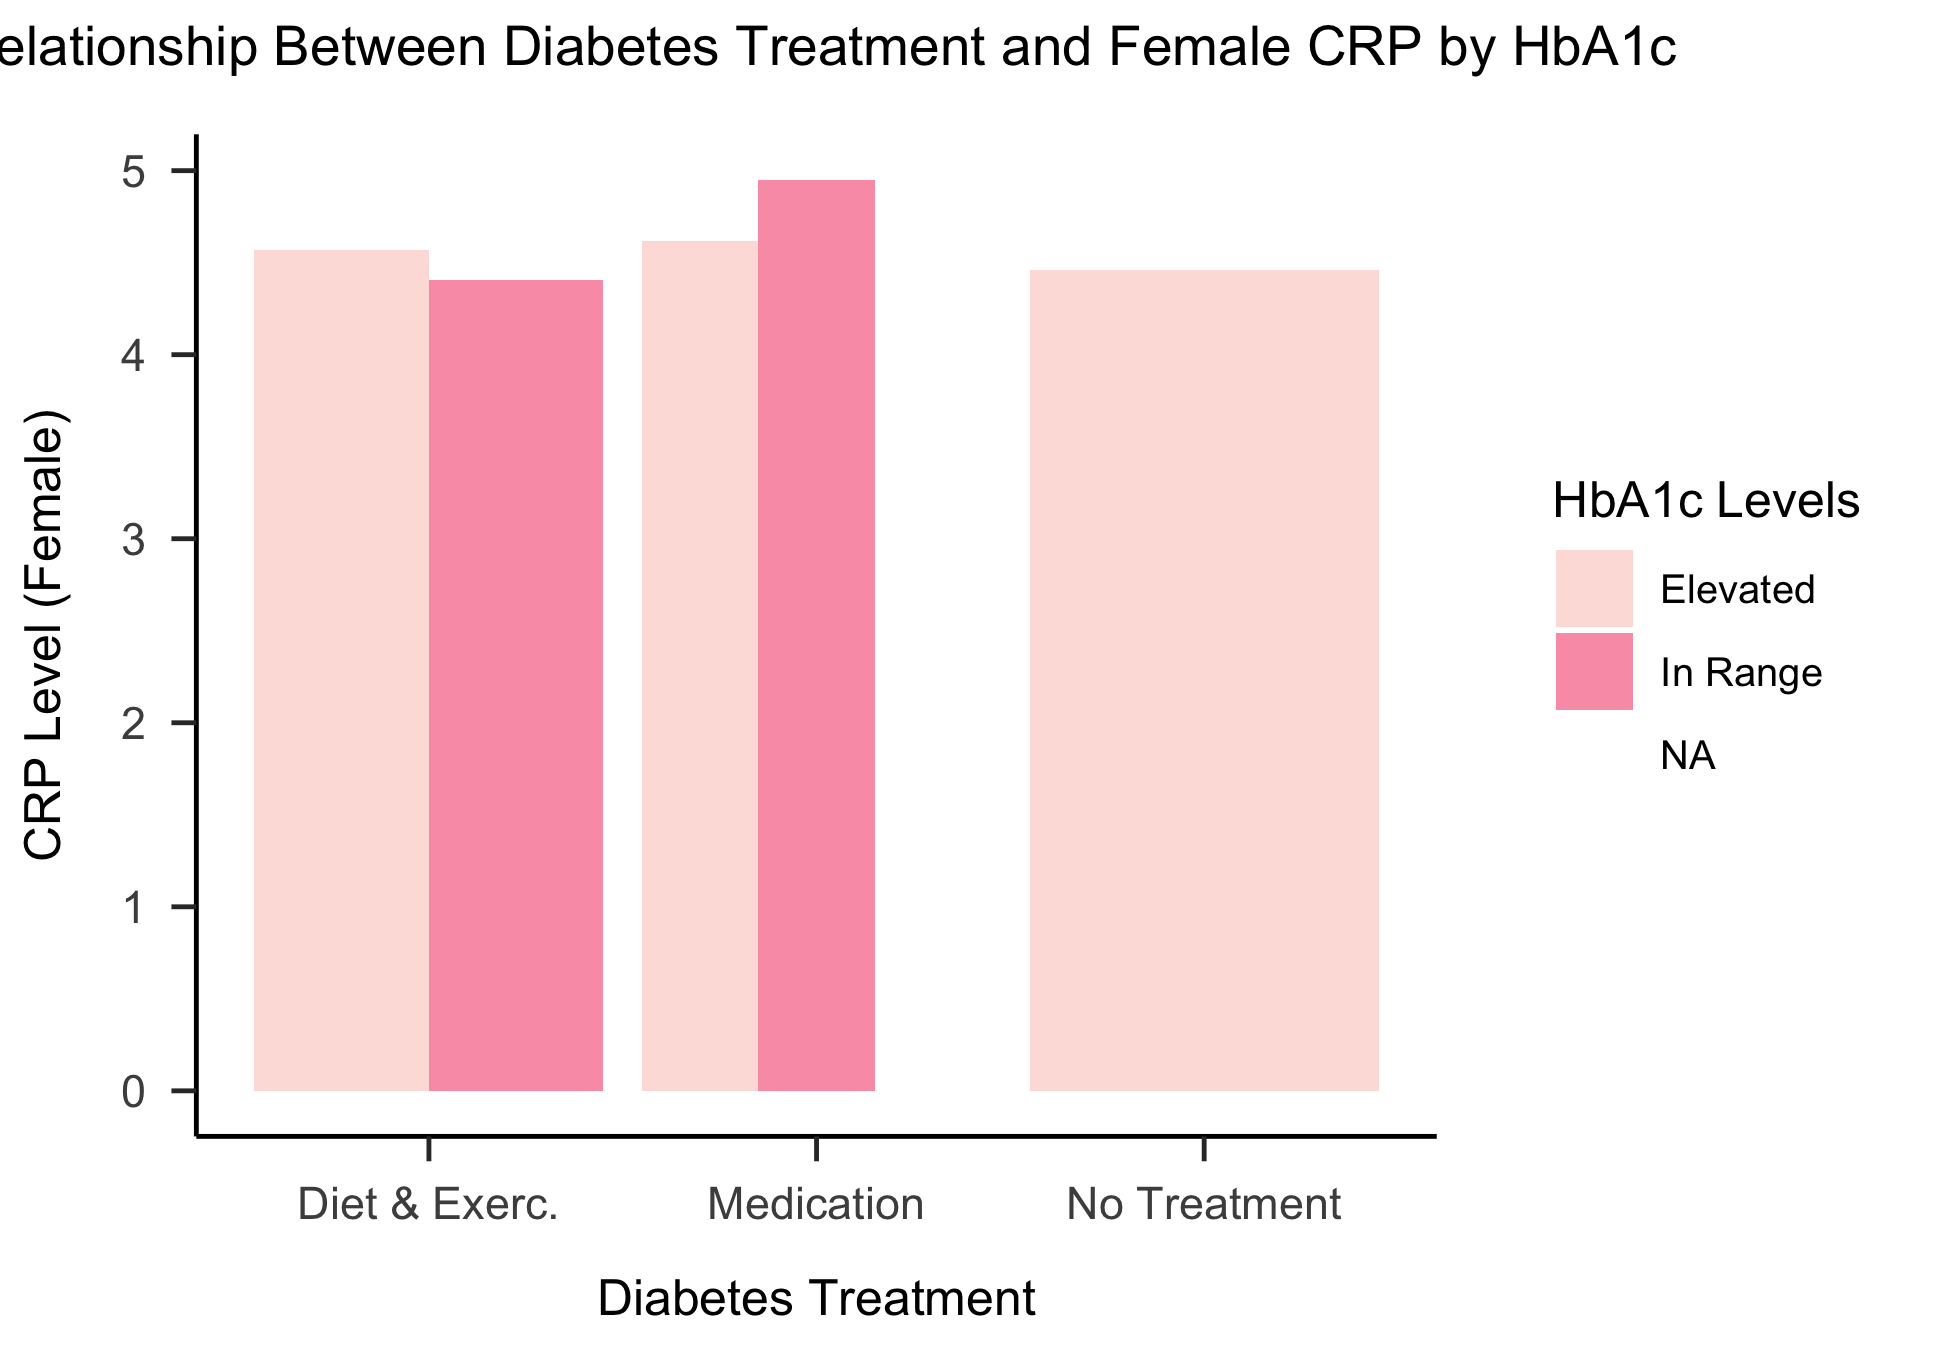 elationship Between Diabetes Treatment and Female CRP by HbA1c
5
4
3
2
1
0
CRP Level (Female)
Diet & Exerc.
Medication
No Treatment
Diabetes Treatment
HbA1c Levels
Elevated
In Range
NA